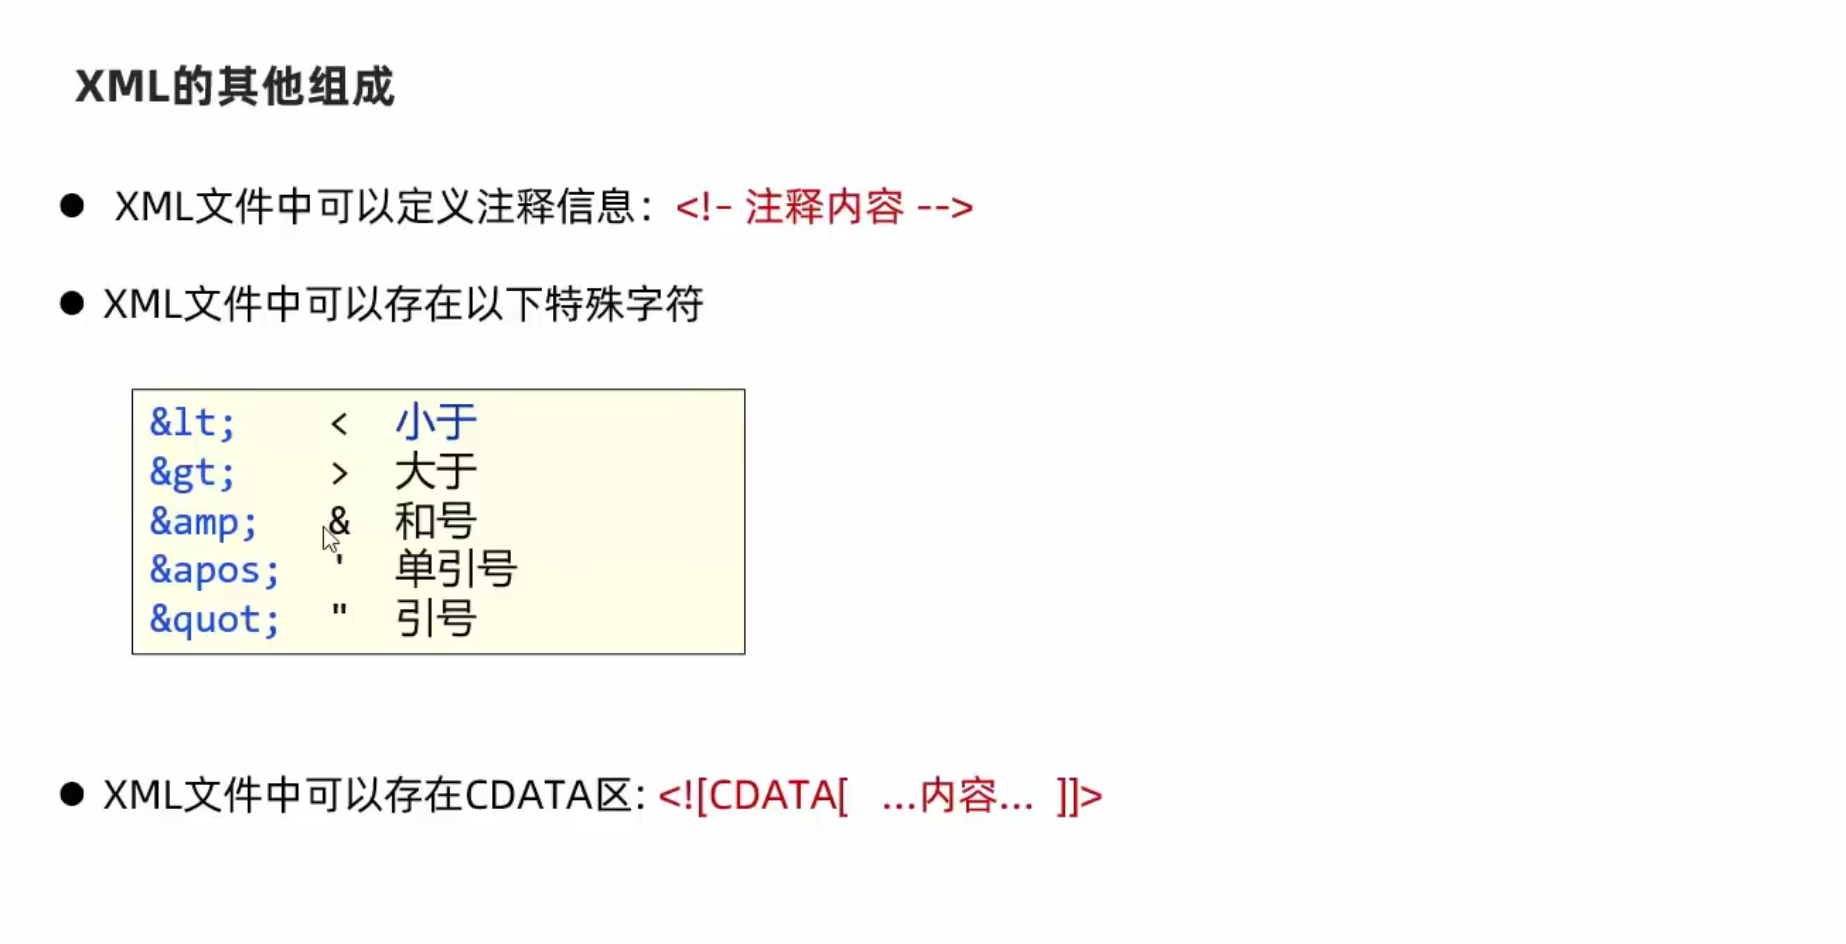 XML的其他组成
● XML文件中可以定义注释信息：<!– 注释内容 -->
● XML文件中可以存在以下特殊字符
&lt; < 小于
&gt; > 大于
&amp; & 和号
&apos; ' 单引号
&quot; " 引号
● XML文件中可以存在CDATA区: <![CDATA[ ...内容... ]]>